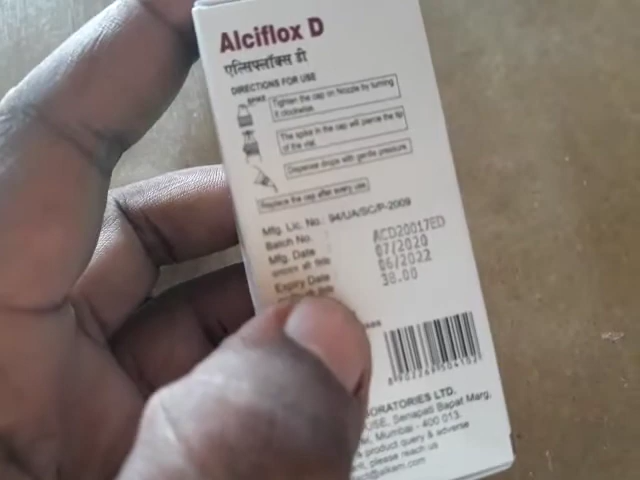 Alciflox D
एल्सिफ्लॉक्स डी
DIRECTIONS FOR USE
SPIKE
Tighten the cap on Nozzle by turning
it clockwise.
The spike in the cap will pierce the tip
of the vial.
Dispense drops with gentle pressure.
Replace the cap after every use.
Mfg. Lic. No.: 94/UA/SC/P-2009
Batch No. ACD20017ED
Mfg. Date 07/2020
Expiry Date 06/2022
38.00
BORATORIES LTD.
USE, Senapati Bapat Marg,
Mumbai - 400 013.
product query & adverse
please reach us